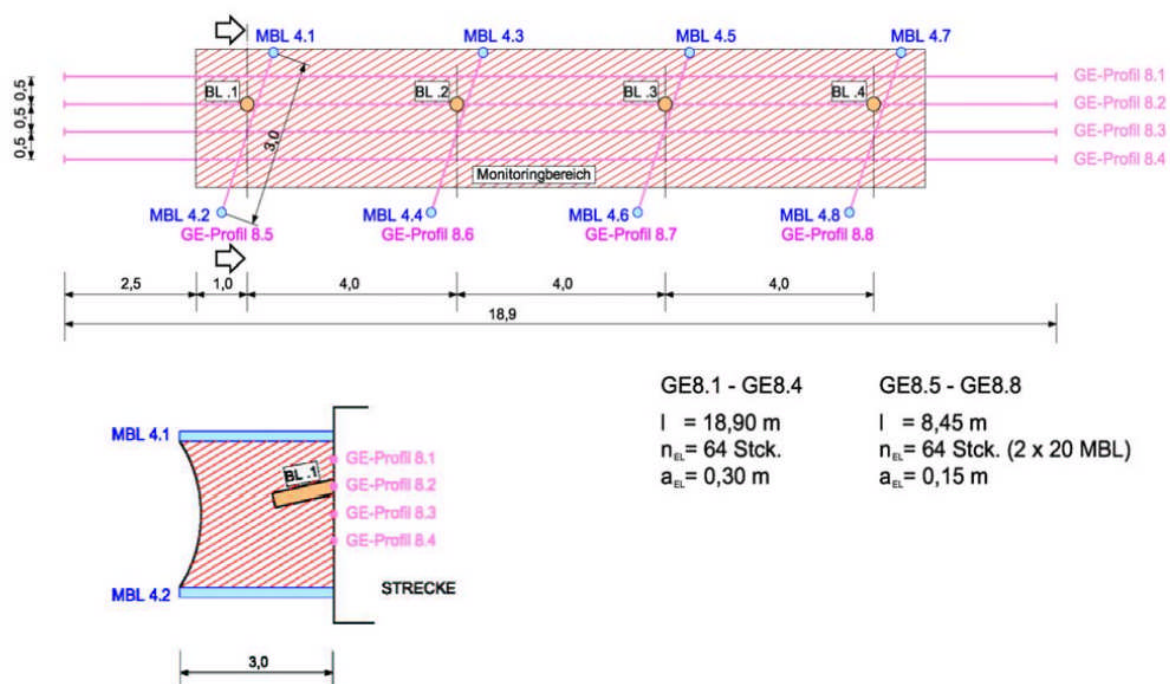 MBL 4.1
MBL 4.3
MBL 4.5
MBL 4.7
GE-Profil 8.1
GE-Profil 8.2
GE-Profil 8.3
GE-Profil 8.4
0,5
0,5
0,5
BL .1
BL .2
BL .3
BL .4
3,0
Monitoringbereich
MBL 4.2
MBL 4.4
MBL 4.6
MBL 4.8
GE-Profil 8.5
GE-Profil 8.6
GE-Profil 8.7
GE-Profil 8.8
2,5
1,0
4,0
4,0
4,0
18,9
GE8.1 - GE8.4
l = 18,90 m
nEL= 64 Stck.
aEL= 0,30 m
GE8.5 - GE8.8
l = 8,45 m
nEL= 64 Stck. (2 x 20 MBL)
aEL= 0,15 m
MBL 4.1
BL .1
GE-Profil 8.1
GE-Profil 8.2
GE-Profil 8.3
GE-Profil 8.4
MBL 4.2
STRECKE
3,0